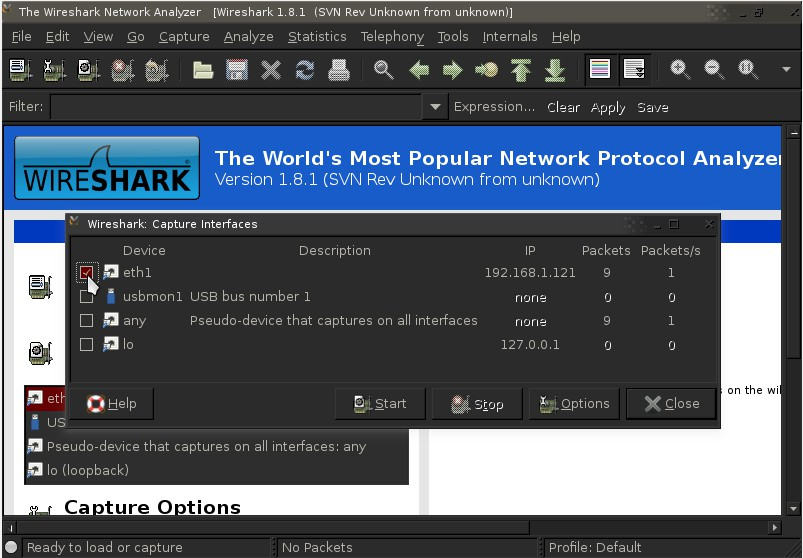 The Wireshark Network Analyzer [Wireshark 1.8.1 (SVN Rev Unknown from unknown)]
File Edit View Go Capture Analyze Statistics Telephony Tools Internals Help
Filter: Expression... Clear Apply Save
WIRESHARK
The World's Most Popular Network Protocol Analyzer
Version 1.8.1 (SVN Rev Unknown from unknown)
Wireshark: Capture Interfaces
Device Description IP Packets Packets/s
eth1 192.168.1.121 9 1
usbmon1 USB bus number 1 none 0 0
any Pseudo-device that captures on all interfaces none 9 1
lo 127.0.0.1 0 0
Help Start Stop Options Close
eth
US
on the wi
Pseudo-device that captures on all interfaces: any
lo (loopback)
Capture Options
Ready to load or capture No Packets Profile: Default